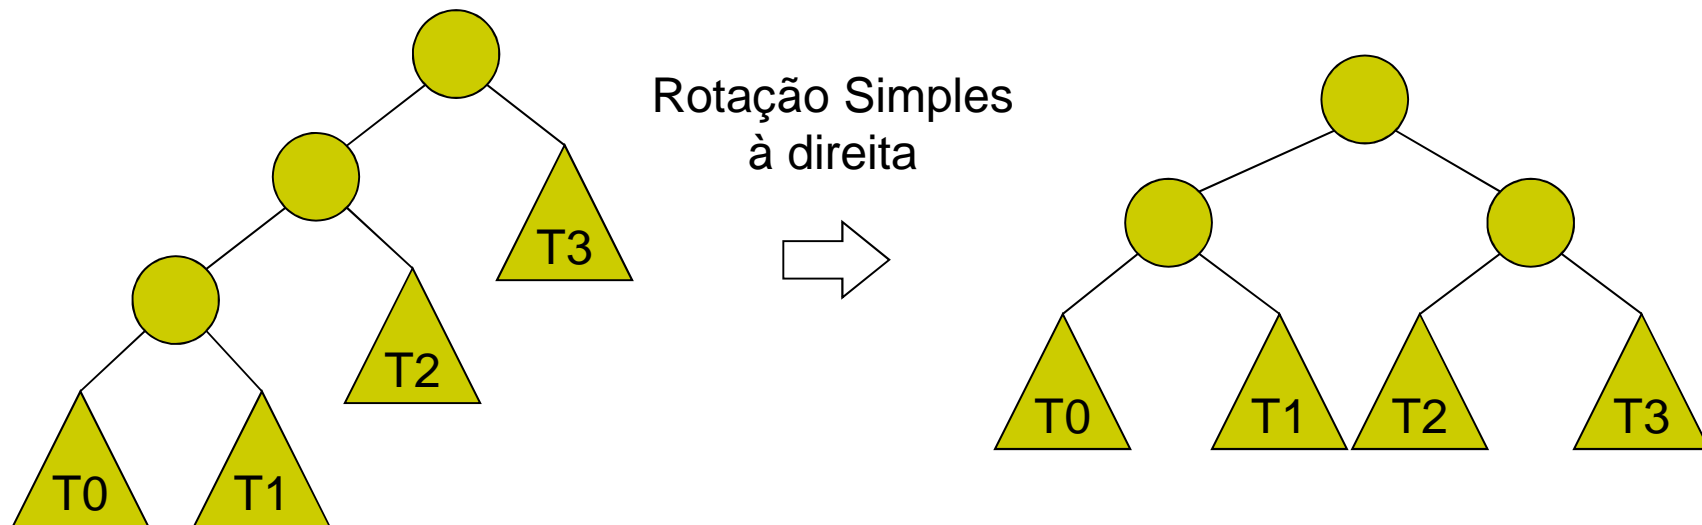 Rotação Simples
à direita
T3
T2
T0 T1
T0 T1 T2 T3